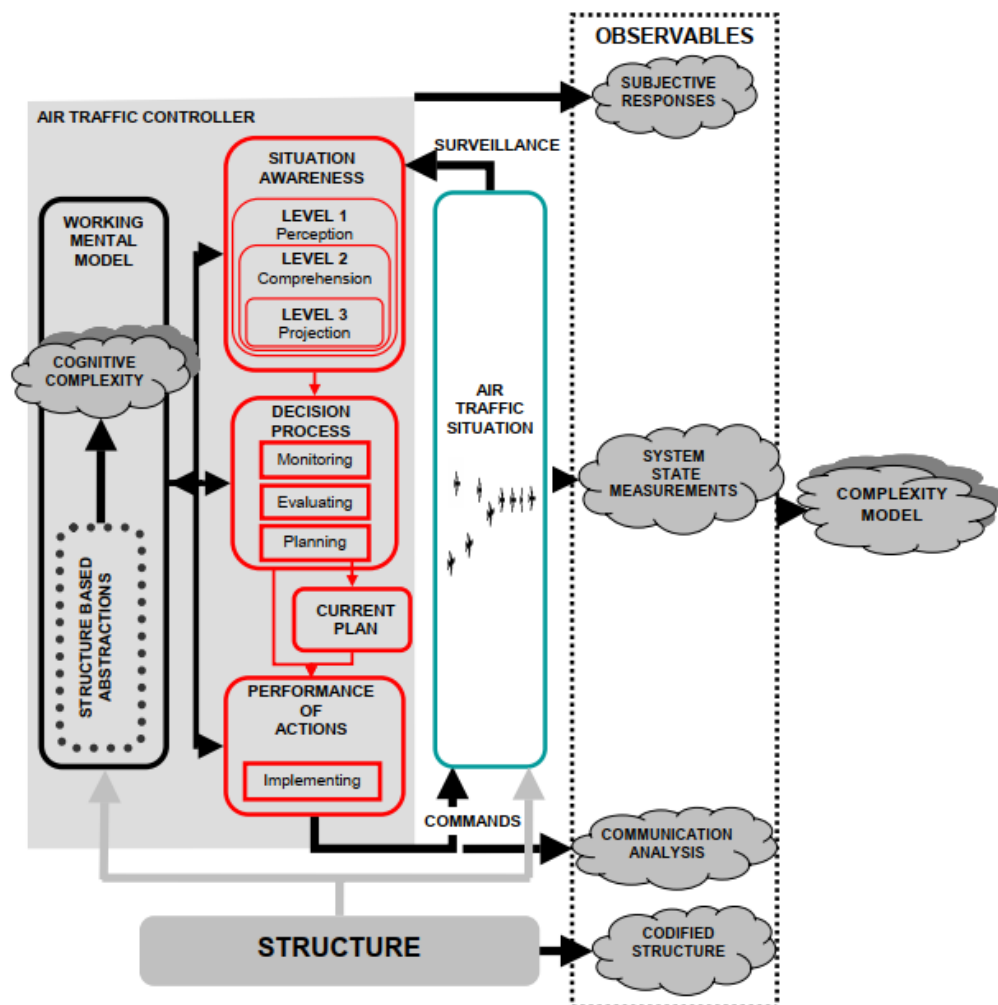 OBSERVABLES
SUBJECTIVE
RESPONSES
AIR TRAFFIC CONTROLLER
SURVEILLANCE
SITUATION
AWARENESS
LEVEL 1
Perception
LEVEL 2
Comprehension
LEVEL 3
Projection
WORKING
MENTAL
MODEL
COGNITIVE
COMPLEXITY
STRUCTURE BASED
ABSTRACTIONS
DECISION
PROCESS
Monitoring
Evaluating
Planning
CURRENT
PLAN
PERFORMANCE
OF
ACTIONS
Implementing
AIR
TRAFFIC
SITUATION
SYSTEM
STATE
MEASUREMENTS
COMPLEXITY
MODEL
COMMANDS
COMMUNICATION
ANALYSIS
STRUCTURE
CODIFIED
STRUCTURE